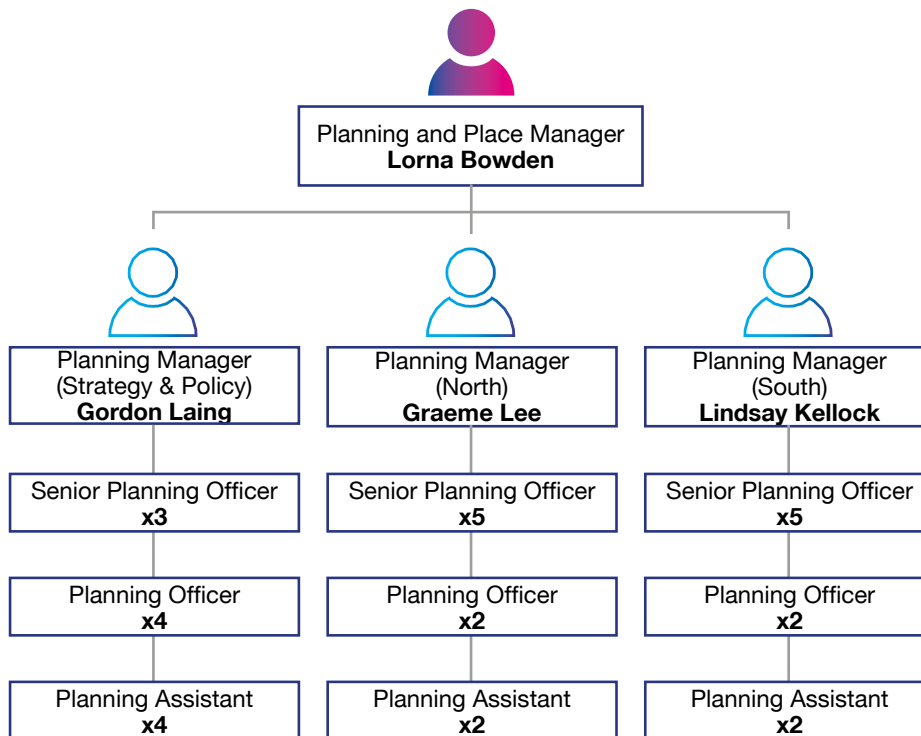 Planning and Place Manager
Lorna Bowden
Planning Manager
(Strategy & Policy)
Gordon Laing
Planning Manager
(North)
Graeme Lee
Planning Manager
(South)
Lindsay Kellock
Senior Planning Officer
x3
Senior Planning Officer
x5
Senior Planning Officer
x5
Planning Officer
x4
Planning Officer
x2
Planning Officer
x2
Planning Assistant
x4
Planning Assistant
x2
Planning Assistant
x2